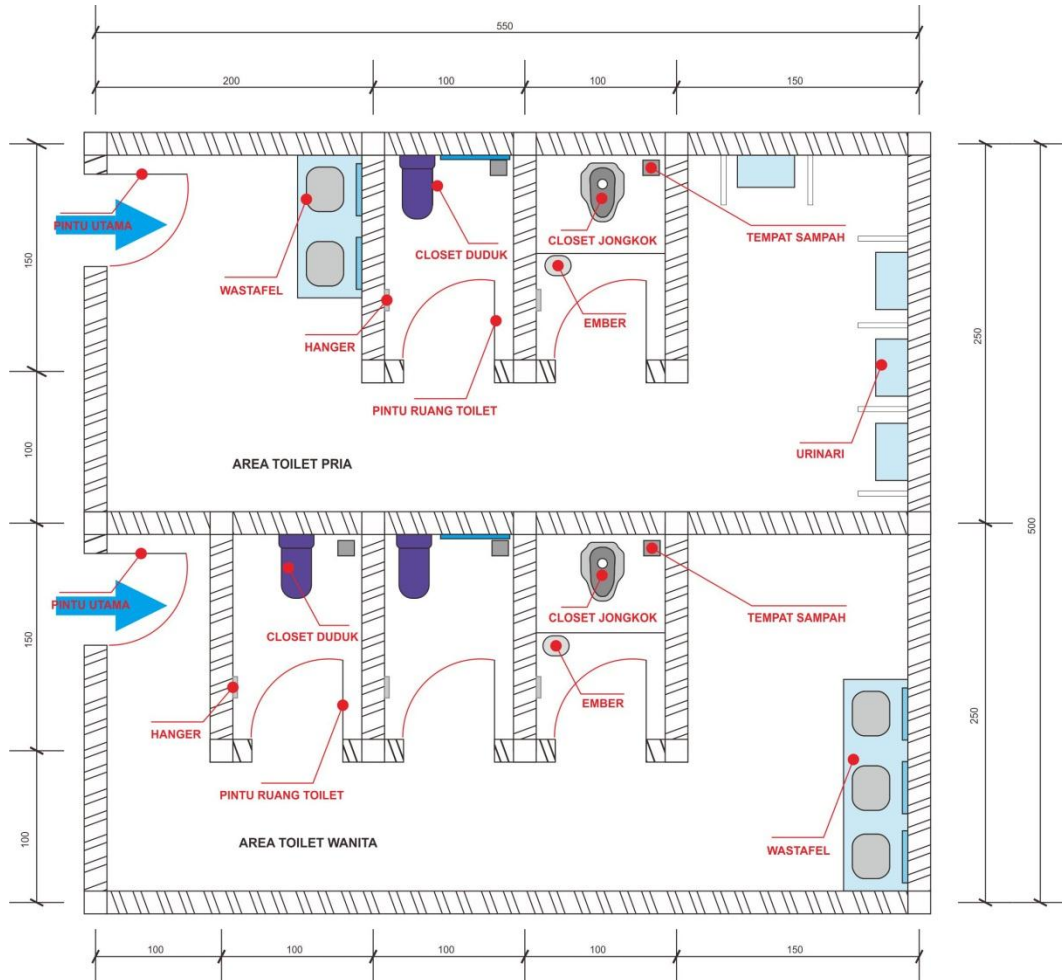 550
200
100
100
150
PINTU UTAMA
WASTAFEL
CLOSET DUDUK
CLOSET JONGKOK
TEMPAT SAMPAH
HANGER
EMBER
PINTU RUANG TOILET
URINARI
AREA TOILET PRIA
150
100
250
500
PINTU UTAMA
CLOSET DUDUK
CLOSET JONGKOK
TEMPAT SAMPAH
HANGER
EMBER
PINTU RUANG TOILET
WASTAFEL
AREA TOILET WANITA
150
100
250
100
100
100
100
150